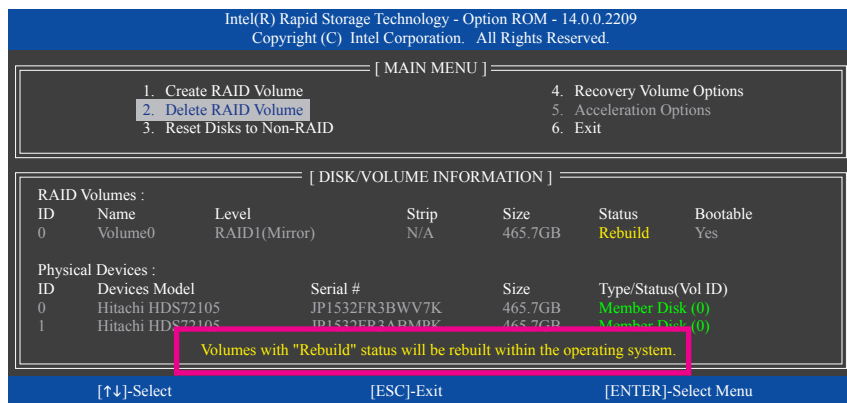 Intel(R) Rapid Storage Technology - Option ROM - 14.0.0.2209
Copyright (C) Intel Corporation. All Rights Reserved.
[ MAIN MENU ]
1. Create RAID Volume
2. Delete RAID Volume
3. Reset Disks to Non-RAID
4. Recovery Volume Options
5. Acceleration Options
6. Exit
[ DISK/VOLUME INFORMATION ]
RAID Volumes :
ID Name Level Strip Size Status Bootable
0 Volume0 RAID1(Mirror) N/A 465.7GB Rebuild Yes
Physical Devices :
ID Devices Model Serial # Size Type/Status(Vol ID)
0 Hitachi HDS72105 JP1532FR3BWV7K 465.7GB Member Disk (0)
1 Hitachi HDS72105 JP1532FR3ABMPK 465.7GB Member Disk (0)
Volumes with "Rebuild" status will be rebuilt within the operating system.
[↑↓]-Select [ESC]-Exit [ENTER]-Select Menu